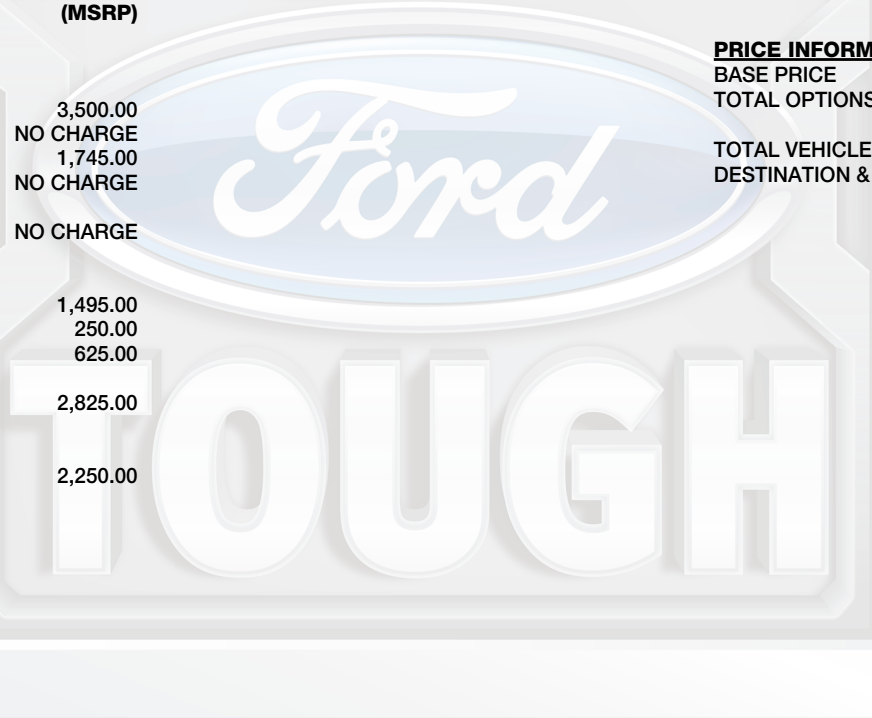 (MSRP)
3,500.00
NO CHARGE
1,745.00
NO CHARGE
NO CHARGE
1,495.00
250.00
625.00
2,825.00
2,250.00
PRICE INFORM
BASE PRICE
TOTAL OPTIONS
TOTAL VEHICLE
DESTINATION &
Ford
TOUGH